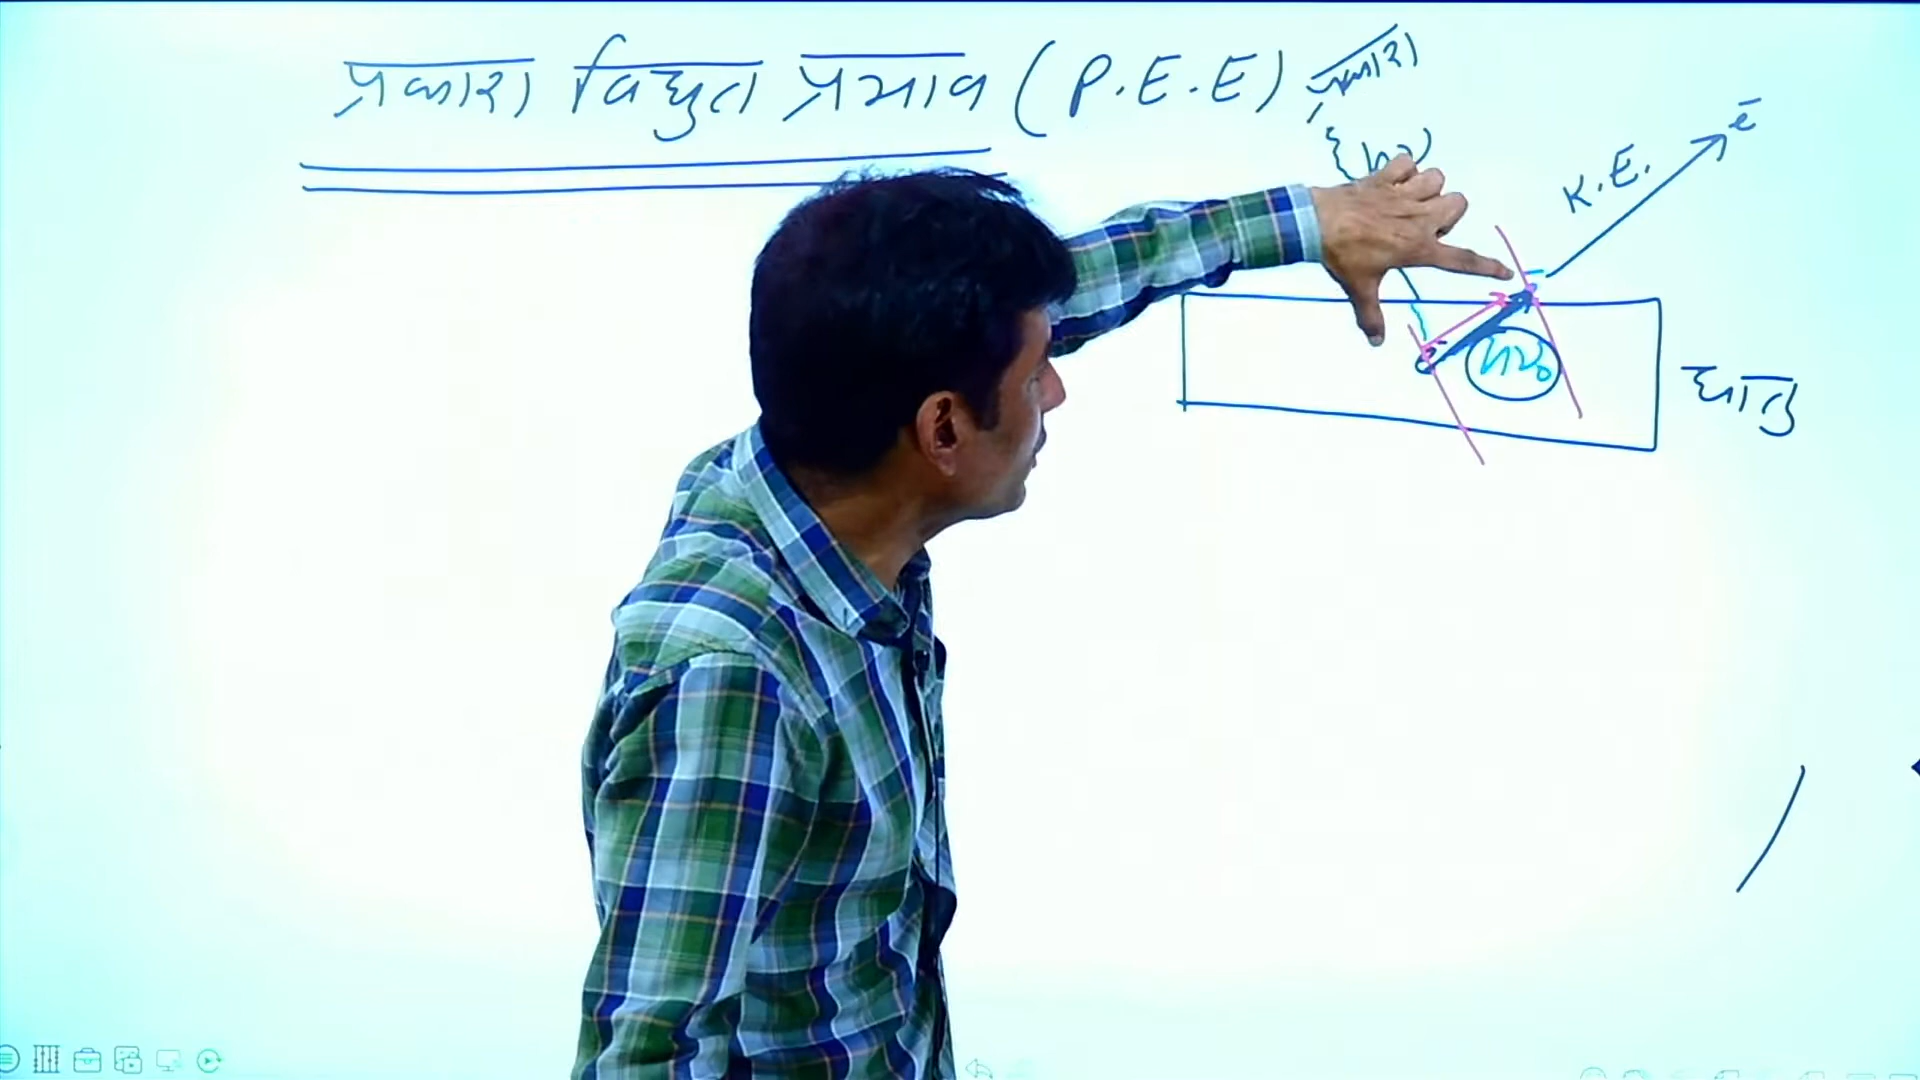 प्रकाश विद्युत प्रभाव (P.E.E)
प्रकाश
hν
K.E.
e⁻
e⁻
hν₀
धातु